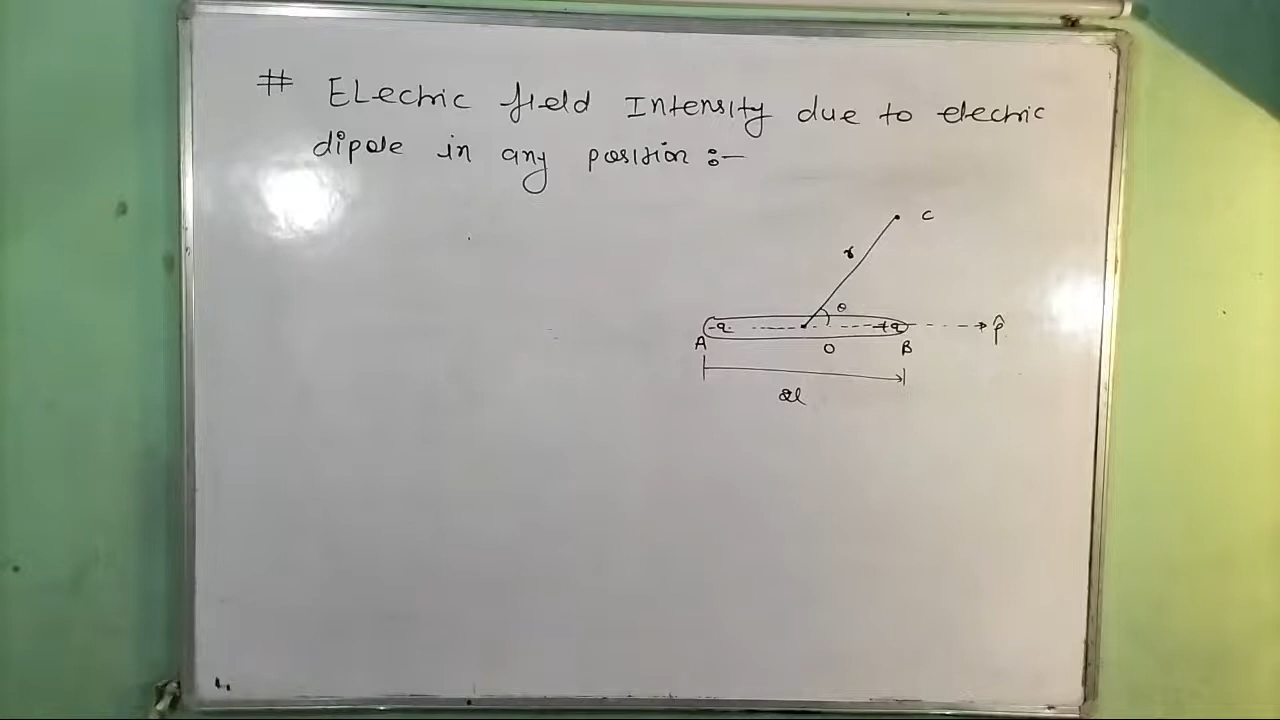 # ELectric field Intensity due to electric
dipole in any position :-
C
r
θ
-q +q p̂
A O B
2l